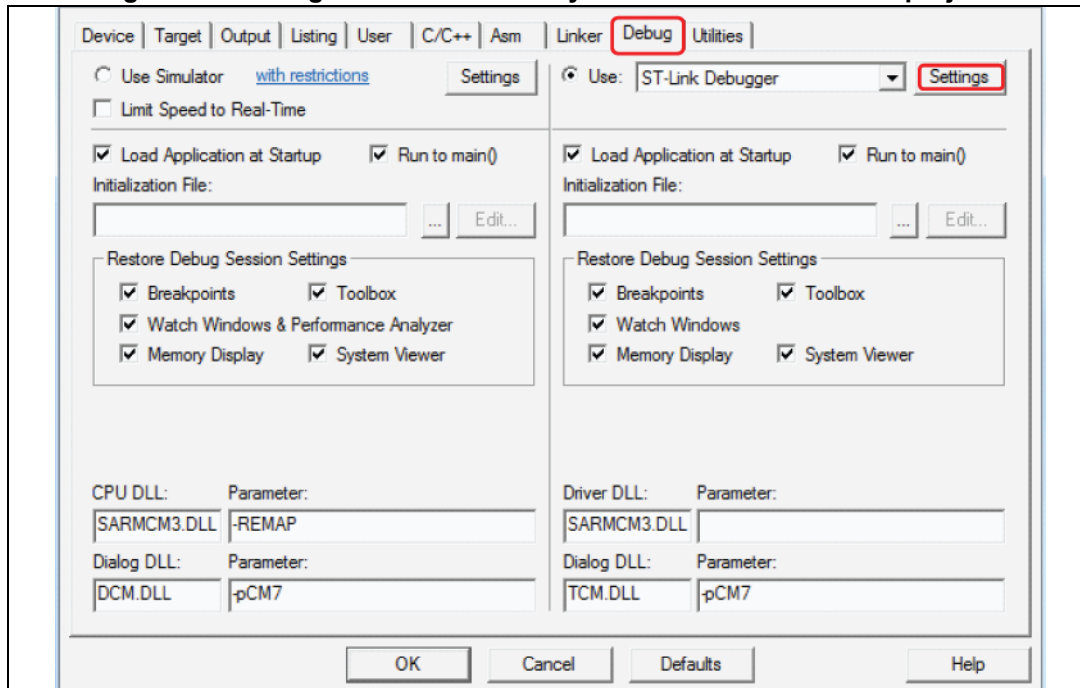 Device Target Output Listing User C/C++ Asm Linker Debug Utilities
Use Simulator with restrictions Settings
Limit Speed to Real-Time
Load Application at Startup Run to main()
Initialization File:
... Edit...
Restore Debug Session Settings
Breakpoints Toolbox
Watch Windows & Performance Analyzer
Memory Display System Viewer
CPU DLL: Parameter:
SARMCM3.DLL -REMAP
Dialog DLL: Parameter:
DCM.DLL -pCM7
Use: ST-Link Debugger Settings
Load Application at Startup Run to main()
Initialization File:
... Edit...
Restore Debug Session Settings
Breakpoints Toolbox
Watch Windows
Memory Display System Viewer
Driver DLL: Parameter:
SARMCM3.DLL
Dialog DLL: Parameter:
TCM.DLL -pCM7
OK Cancel Defaults Help